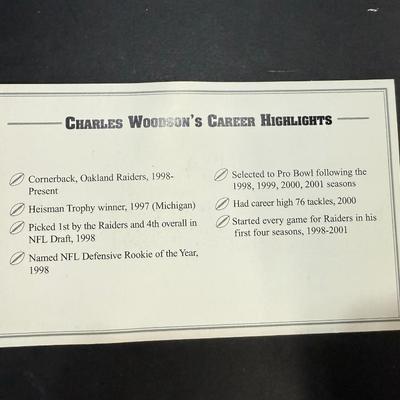 CHARLES WOODSON'S CAREER HIGHLIGHTS
Cornerback, Oakland Raiders, 1998-
Present
Heisman Trophy winner, 1997 (Michigan)
Picked 1st by the Raiders and 4th overall in
NFL Draft, 1998
Named NFL Defensive Rookie of the Year,
1998
Selected to Pro Bowl following the
1998, 1999, 2000, 2001 seasons
Had career high 76 tackles, 2000
Started every game for Raiders in his
first four seasons, 1998-2001